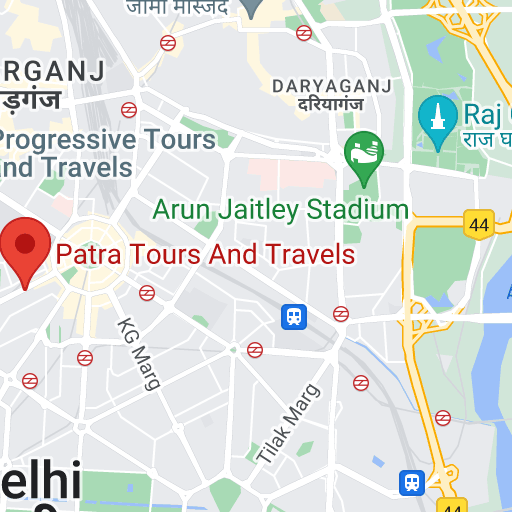 जामा मस्जिद
RGANJ
ड़गंज
DARYAGANJ
दरियागंज
Raj
राज घ
Progressive Tours
nd Travels
Arun Jaitley Stadium
44
Patra Tours And Travels
KG Marg
Tilak Marg
elhi
44